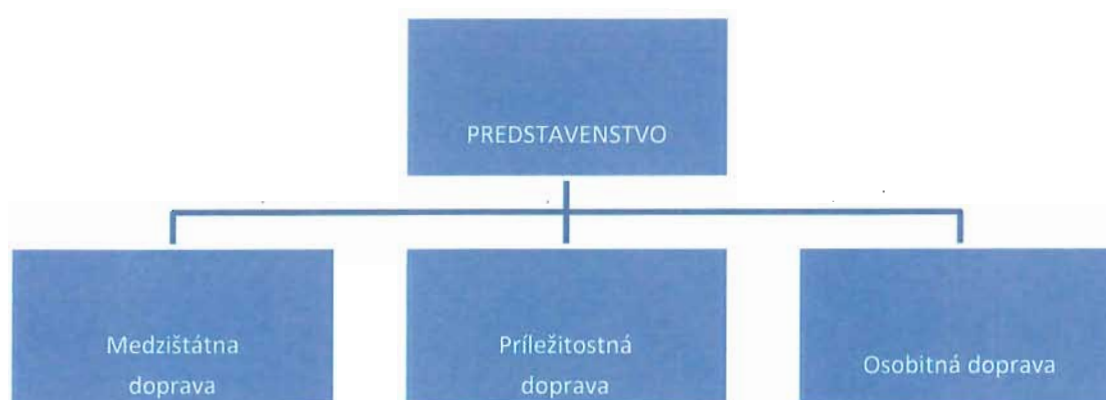 PREDSTAVENSTVO
Medzištátna
doprava
Príležitostná
doprava
Osobitná doprava